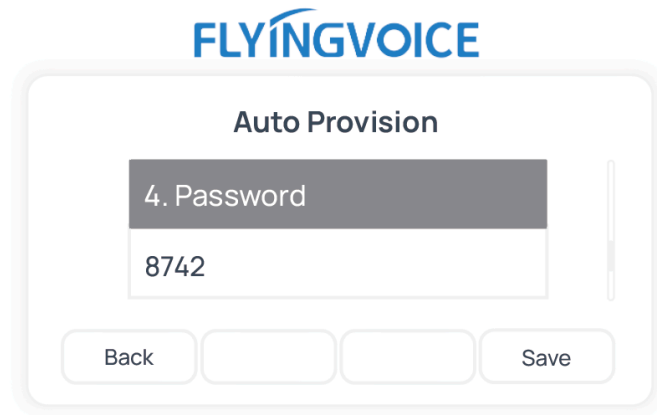 FLYINGVOICE
Auto Provision
4. Password
8742
Back Save